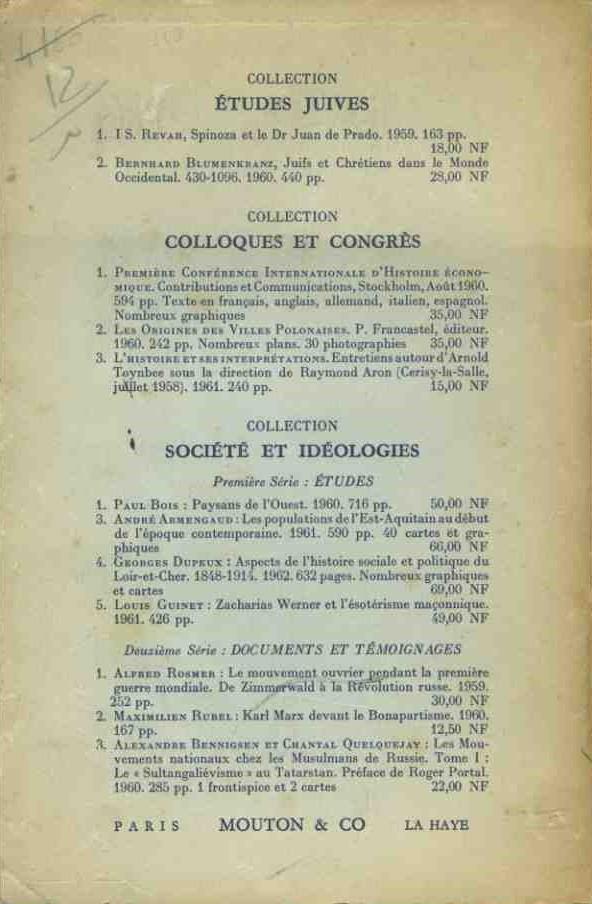 12
COLLECTION
ÉTUDES JUIVES
1. I S. REVAH, Spinoza et le Dr Juan de Prado. 1959. 163 pp.
18,00 NF
2. BERNHARD BLUMENKRANZ, Juifs et Chrétiens dans le Monde
Occidental. 430-1096. 1960. 440 pp. 28,00 NF
COLLECTION
COLLOQUES ET CONGRÈS
1. PREMIÈRE CONFÉRENCE INTERNATIONALE D'HISTOIRE ÉCONO-
MIQUE. Contributions et Communications, Stockholm, Août 1960.
594 pp. Texte en français, anglais, allemand, italien, espagnol.
Nombreux graphiques 35,00 NF
2. LES ORIGINES DES VILLES POLONAISES. P. Francastel, éditeur.
1960. 242 pp. Nombreux plans. 30 photographies 35,00 NF
3. L'HISTOIRE ET SES INTERPRÉTATIONS. Entretiens autour d'Arnold
Toynbee sous la direction de Raymond Aron (Cerisy-la-Salle,
juillet 1958). 1961. 240 pp. 15,00 NF
COLLECTION
SOCIÉTÉ ET IDÉOLOGIES
Première Série : ÉTUDES
1. PAUL BOIS : Paysans de l'Ouest. 1960. 716 pp. 50,00 NF
3. ANDRÉ ARMENGAUD : Les populations de l'Est-Aquitain au début
de l'époque contemporaine. 1961. 590 pp. 40 cartes et gra-
phiques 66,00 NF
4. GEORGES DUPEUX : Aspects de l'histoire sociale et politique du
Loir-et-Cher. 1848-1914. 1962. 632 pages. Nombreux graphiques
et cartes 69,00 NF
5. LOUIS GUINET : Zacharias Werner et l'ésotérisme maçonnique.
1961. 426 pp. 49,00 NF
Deuxième Série : DOCUMENTS ET TÉMOIGNAGES
1. ALFRED ROSMER : Le mouvement ouvrier pendant la première
guerre mondiale. De Zimmerwald à la Révolution russe. 1959.
252 pp. 30,00 NF
2. MAXIMILIEN RUBEL : Karl Marx devant le Bonapartisme. 1960.
167 pp. 12,50 NF
3. ALEXANDRE BENNIGSEN ET CHANTAL QUELQUEJAY : Les Mou-
vements nationaux chez les Musulmans de Russie. Tome I :
Le « Sultangaliévisme » au Tatarstan. Préface de Roger Portal.
1960. 285 pp. 1 frontispice et 2 cartes 22,00 NF
PARIS MOUTON & CO LA HAYE